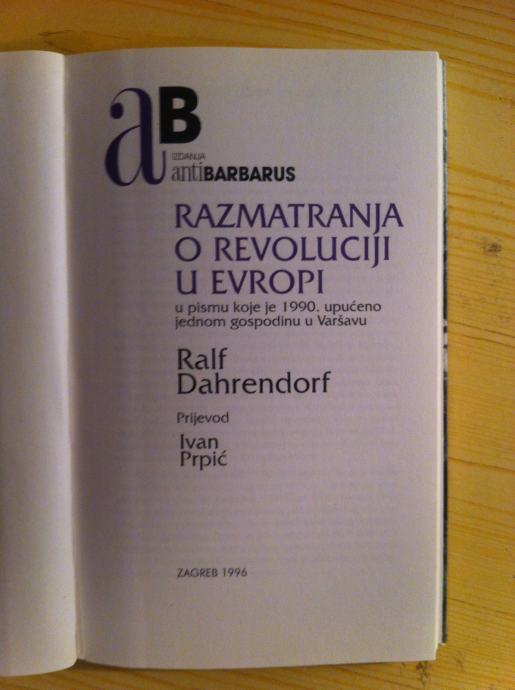 aB
IZDANJA
antiBARBARUS
RAZMATRANJA
O REVOLUCIJI
U EVROPI
u pismu koje je 1990. upućeno
jednom gospodinu u Varšavu
Ralf
Dahrendorf
Prijevod
Ivan
Prpić
ZAGREB 1996